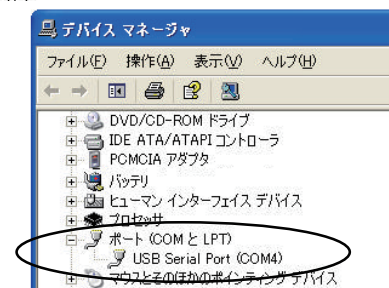 デバイス マネージャ
ファイル(F) 操作(A) 表示(V) ヘルプ(H)
DVD/CD-ROM ドライブ
IDE ATA/ATAPI コントローラ
PCMCIA アダプタ
バッテリ
ヒューマン インターフェイス デバイス
プロセッサ
ポート (COM と LPT)
USB Serial Port (COM4)
マウスとそのほかのポインティング デバイス